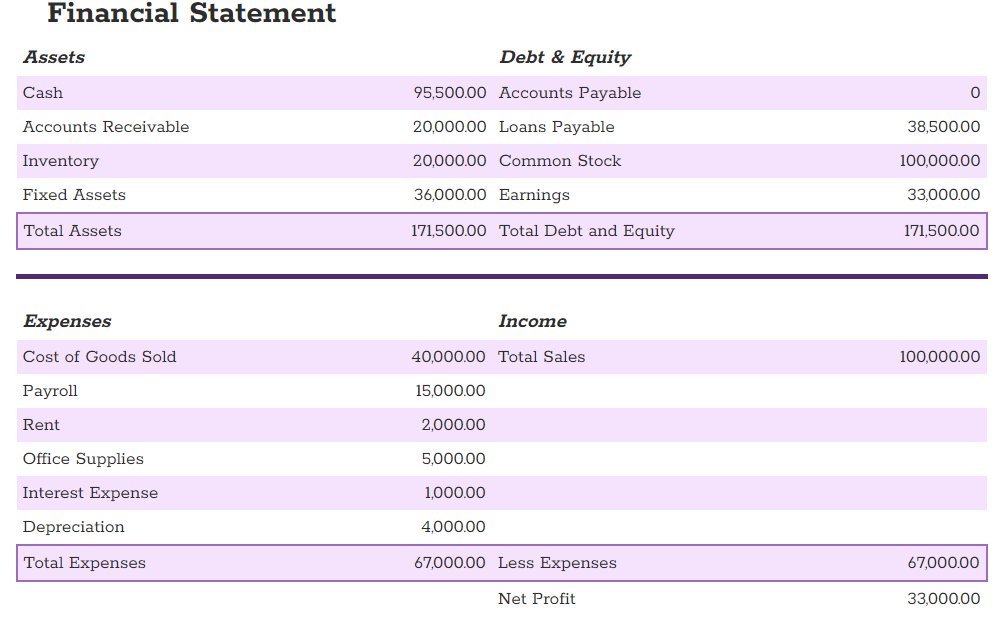 Financial Statement
Assets Debt & Equity
Cash 95,500.00 Accounts Payable 0
Accounts Receivable 20,000.00 Loans Payable 38,500.00
Inventory 20,000.00 Common Stock 100,000.00
Fixed Assets 36,000.00 Earnings 33,000.00
Total Assets 171,500.00 Total Debt and Equity 171,500.00
Expenses Income
Cost of Goods Sold 40,000.00 Total Sales 100,000.00
Payroll 15,000.00
Rent 2,000.00
Office Supplies 5,000.00
Interest Expense 1,000.00
Depreciation 4,000.00
Total Expenses 67,000.00 Less Expenses 67,000.00
Net Profit 33,000.00